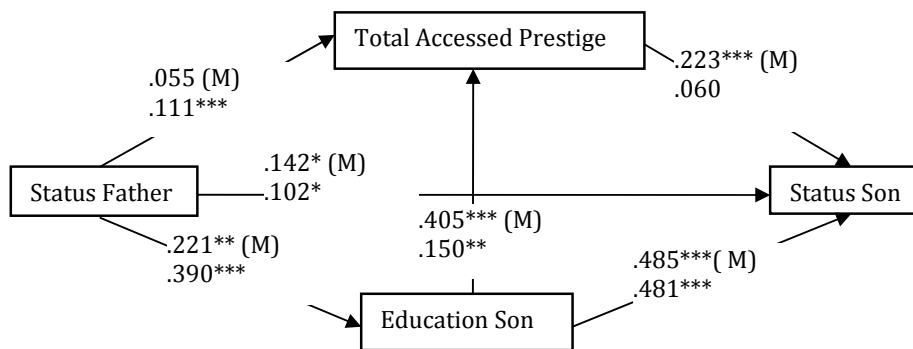 Total Accessed Prestige
.223*** (M)
.060
.055 (M)
.111***
.142* (M)
.102*
Status Father
Status Son
.405*** (M)
.150**
.221** (M)
.390***
.485***( M)
.481***
Education Son